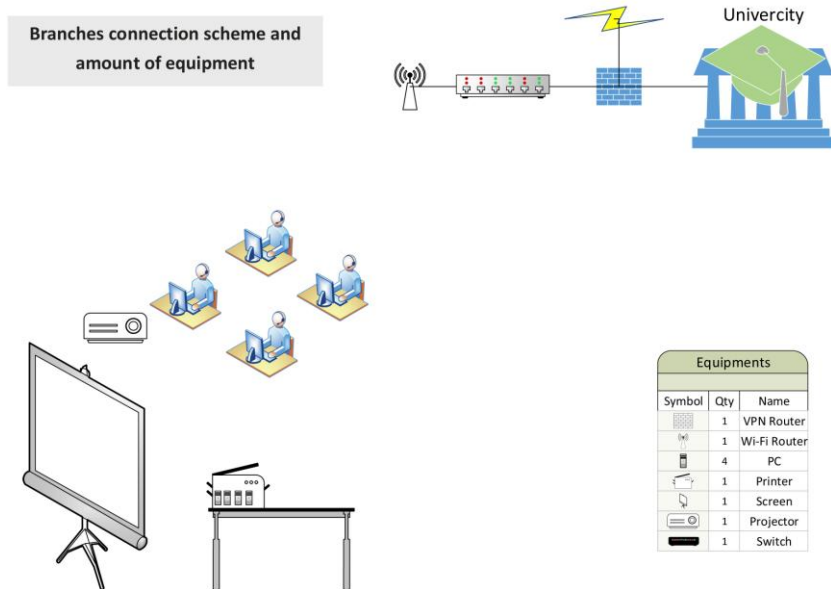 Branches connection scheme and
amount of equipment
Univercity
Equipments
Symbol Qty Name
1 VPN Router
1 Wi-Fi Router
4 PC
1 Printer
1 Screen
1 Projector
1 Switch